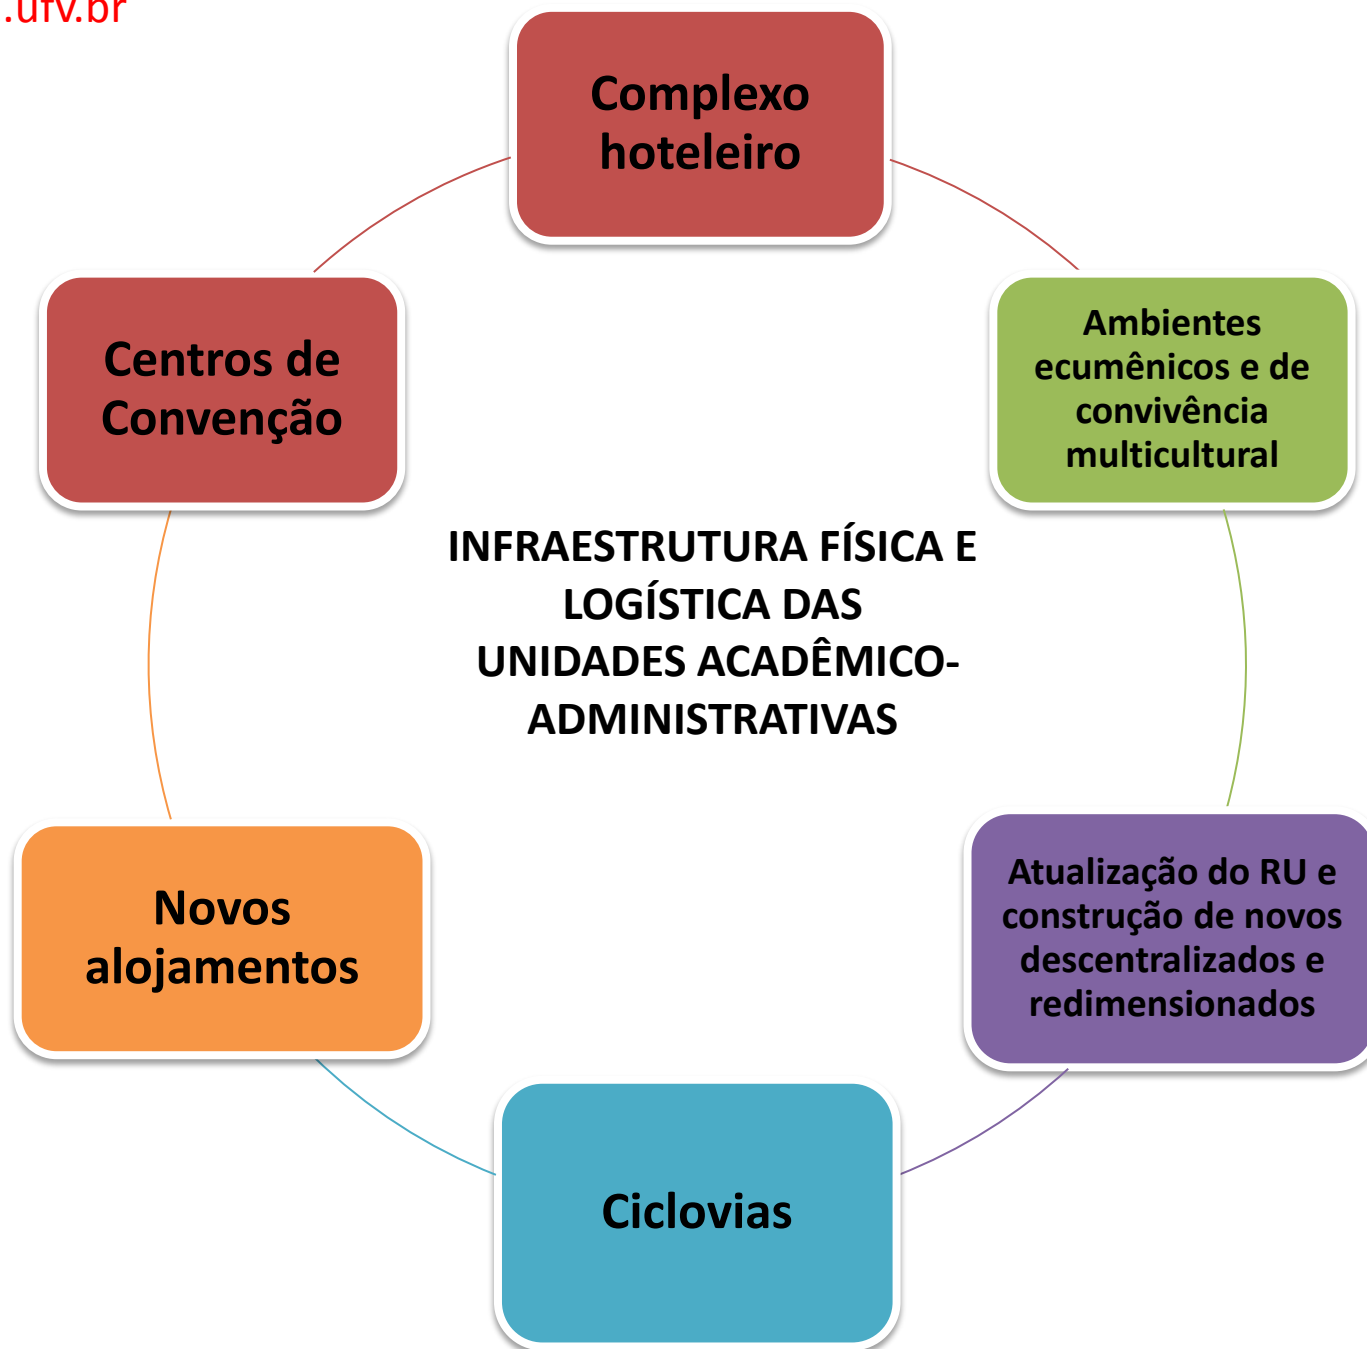 .ufv.br
Complexo
hoteleiro
Ambientes
ecumênicos e de
convivência
multicultural
Centros de
Convenção
INFRAESTRUTURA FÍSICA E
LOGÍSTICA DAS
UNIDADES ACADÊMICO-
ADMINISTRATIVAS
Atualização do RU e
construção de novos
descentralizados e
redimensionados
Novos
alojamentos
Ciclovias